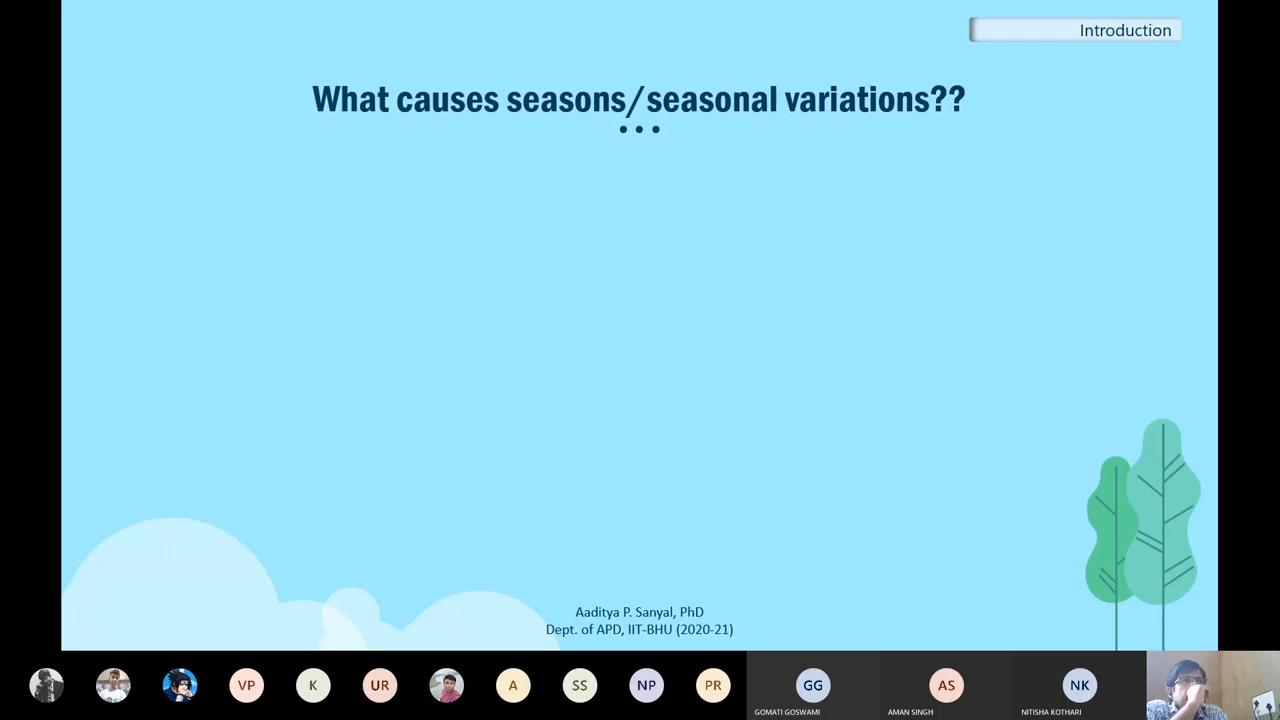 Introduction
What causes seasons/seasonal variations??
Aaditya P. Sanyal, PhD
Dept. of APD, IIT-BHU (2020-21)
VP
K
UR
A
SS
NP
PR
GG
AS
NK
GOMATI GOSWAMI
AMAN SINGH
NITISHA KOTHARI